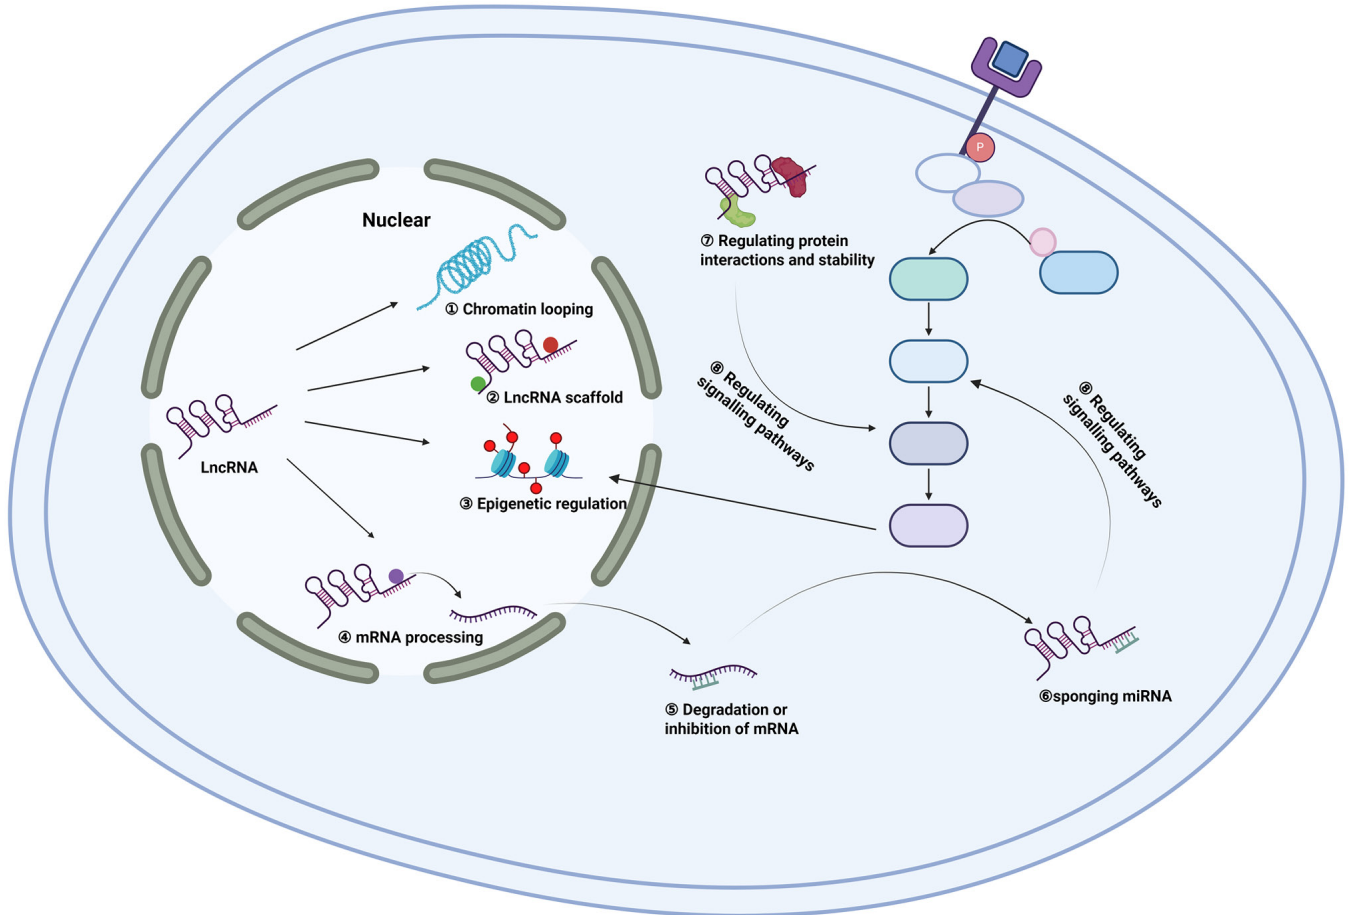 P
Nuclear
⑦ Regulating protein
interactions and stability
① Chromatin looping
② LncRNA scaffold
LncRNA
③ Epigenetic regulation
⑧ Regulating
signalling pathways
⑧ Regulating
signalling pathways
④ mRNA processing
⑤ Degradation or
inhibition of mRNA
⑥sponging miRNA